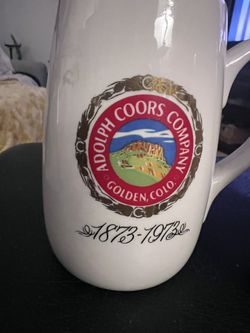 ADOLPH COORS COMPANY
GOLDEN, COLO.
1873-1973